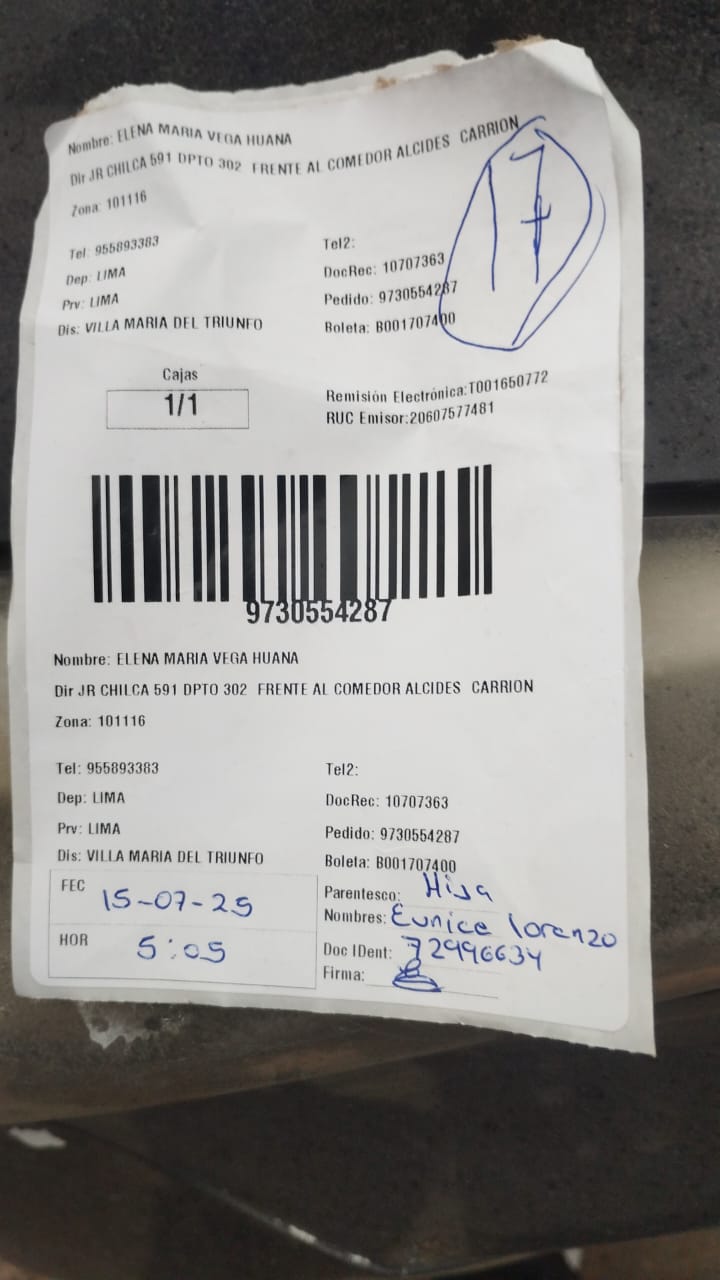 Nombre: ELENA MARIA VEGA HUANA
Dir JR CHILCA 591 DPTO 302 FRENTE AL COMEDOR ALCIDES CARRION
17
Zona: 101116
Tel: 955893383
Tel2:
Dep: LIMA
DocRec: 10707363
Prv: LIMA
Pedido: 9730554287
Dis: VILLA MARIA DEL TRIUNFO
Boleta: B001707400
Cajas
1/1
Remisión Electrónica:T001650772
RUC Emisor:20607577481
9730554287
Nombre: ELENA MARIA VEGA HUANA
Dir JR CHILCA 591 DPTO 302 FRENTE AL COMEDOR ALCIDES CARRION
Zona: 101116
Tel: 955893383
Tel2:
Dep: LIMA
DocRec: 10707363
Prv: LIMA
Pedido: 9730554287
Dis: VILLA MARIA DEL TRIUNFO
Boleta: B001707400
FEC 15-07-25
Parentesco: Hija
Nombres: Eunice lorenzo
HOR 5:05
Doc IDent: 72996634
Firma: